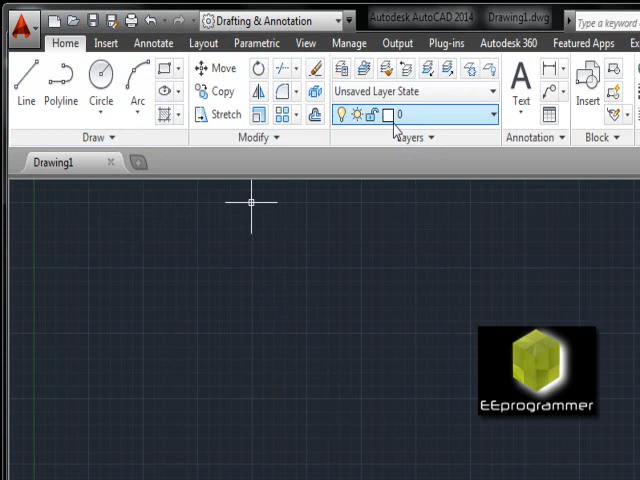 Drafting & Annotation
Autodesk AutoCAD 2014 Drawing1.dwg
Type a keyword
Home Insert Annotate Layout Parametric View Manage Output Plug-ins Autodesk 360 Featured Apps Express
Line Polyline Circle Arc
Move
Copy
Stretch
Unsaved Layer State
0
Text
Insert
Draw Modify Layers Annotation Block
Drawing1
EEprogrammer